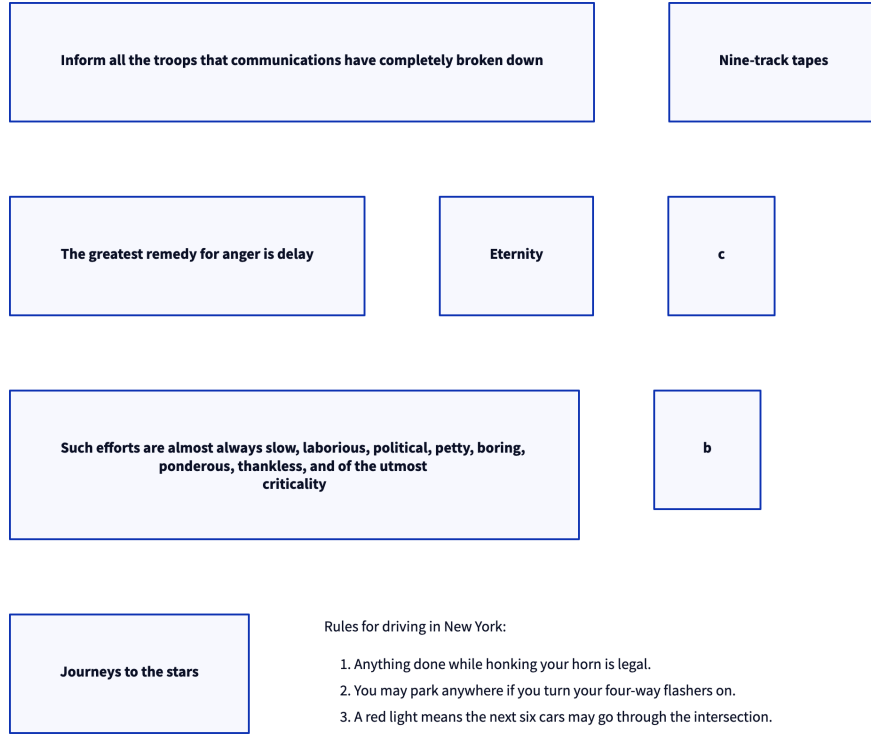 Inform all the troops that communications have completely broken down
Nine-track tapes
The greatest remedy for anger is delay
Eternity
c
Such efforts are almost always slow, laborious, political, petty, boring,
ponderous, thankless, and of the utmost
criticality
b
Journeys to the stars
Rules for driving in New York:
1. Anything done while honking your horn is legal.
2. You may park anywhere if you turn your four-way flashers on.
3. A red light means the next six cars may go through the intersection.